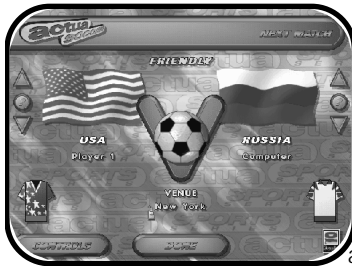 actua
SOCCER
NEXT MATCH
FRIENDLY
USA
RUSSIA
Player 1
Computer
VENUE
New York
CONTROLS
DONE